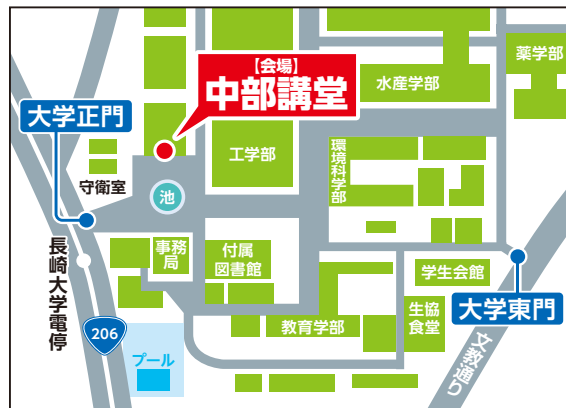 【会場】
中部講堂
薬学部
水産学部
大学正門
工学部
環境科学部
守衛室
池
長崎大学電停
事務
局
付属
図書館
学生会館
大学東門
206
教育学部
生協
食堂
文教通り
プール